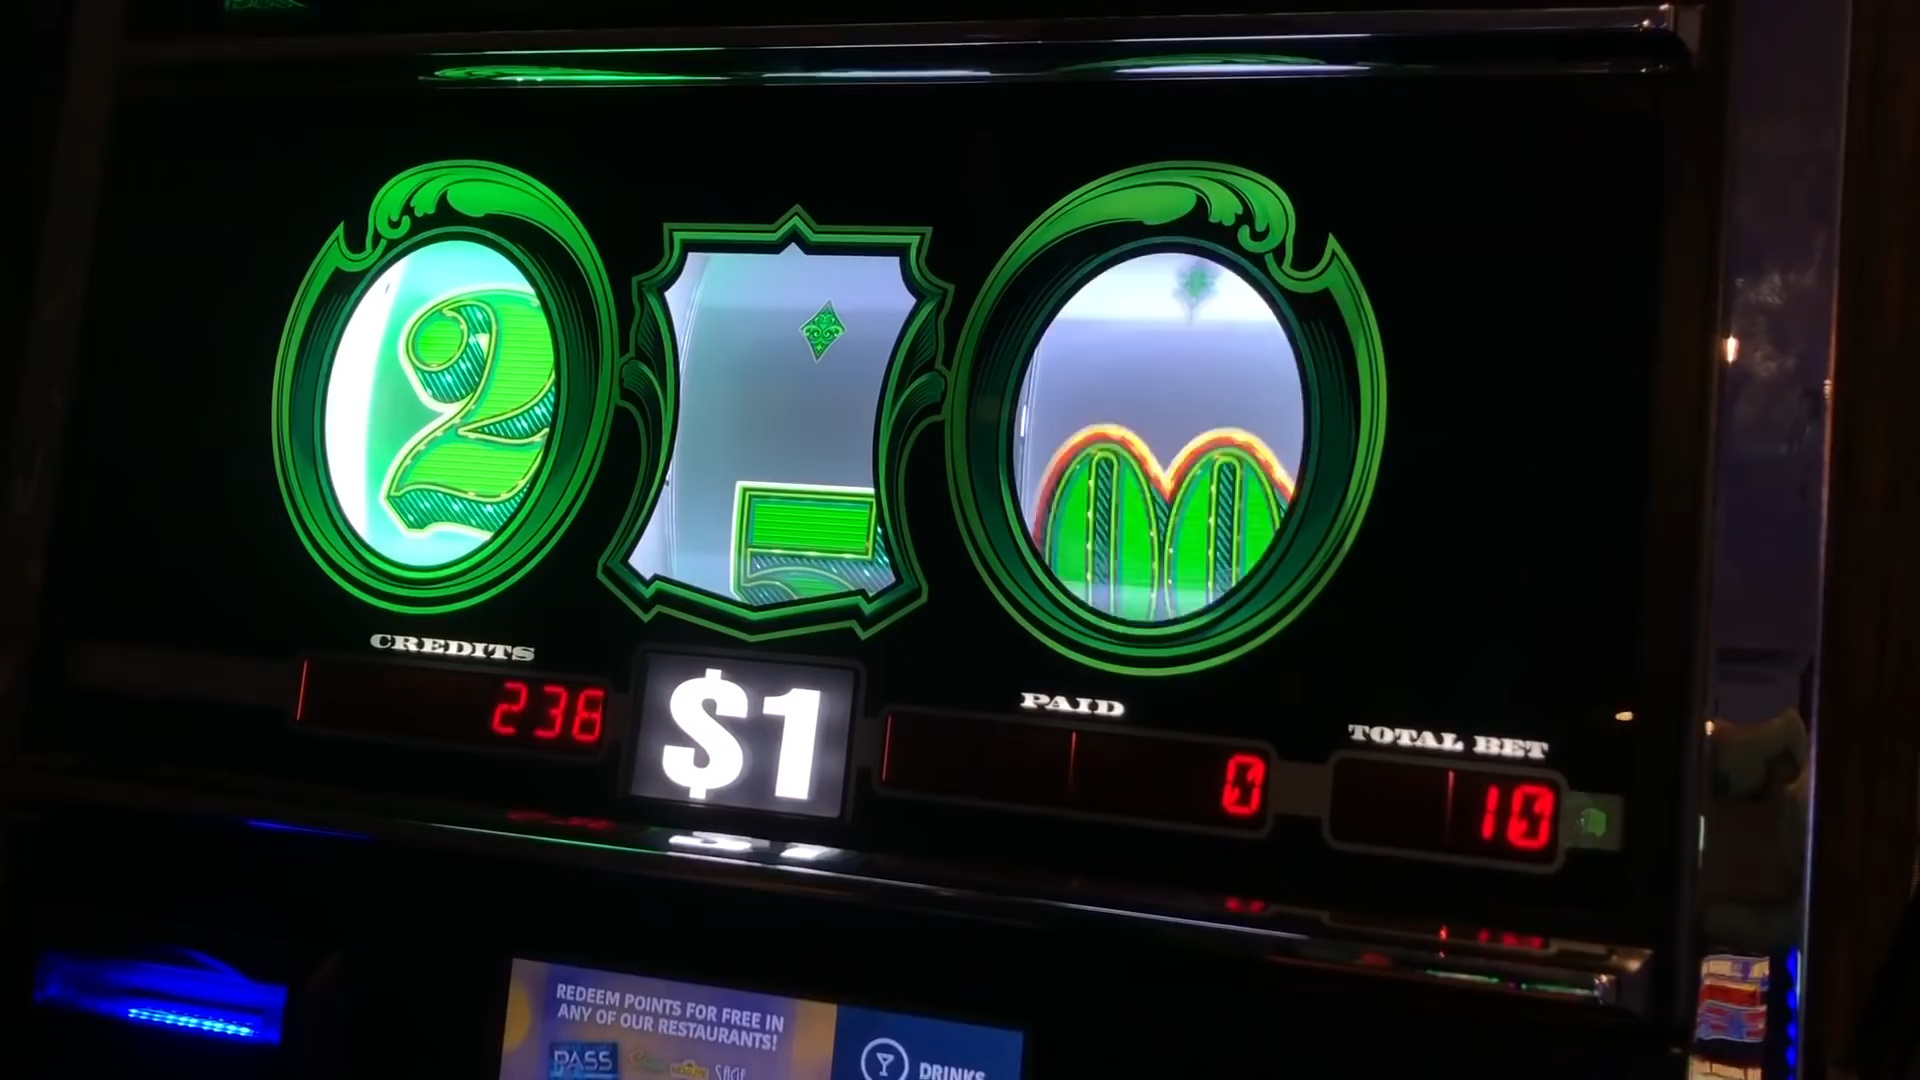 2
CREDITS
238
$1
PAID
0
TOTAL BET
10
REDEEM POINTS FOR FREE IN
ANY OF OUR RESTAURANTS!
PASS
DRINKS